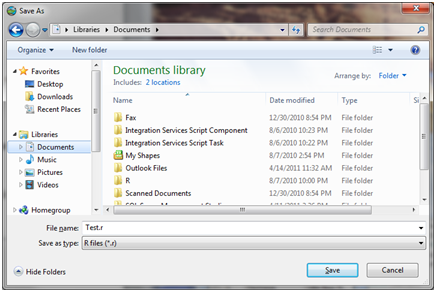 Save As
Libraries Documents Search Documents
Organize New folder
Favorites
Desktop
Downloads
Recent Places
Libraries
Documents
Music
Pictures
Videos
Homegroup
Documents library
Includes: 2 locations
Arrange by: Folder
Name Date modified Type
Fax 12/30/2010 8:54 PM File folder
Integration Services Script Component 8/6/2010 10:23 PM File folder
Integration Services Script Task 8/6/2010 10:22 PM File folder
My Shapes 8/7/2010 2:54 PM File folder
Outlook Files 4/14/2011 11:32 AM File folder
R 8/7/2010 10:00 PM File folder
Scanned Documents 12/30/2010 8:54 PM File folder
File name: Test.r
Save as type: R files (*.r)
Hide Folders Save Cancel